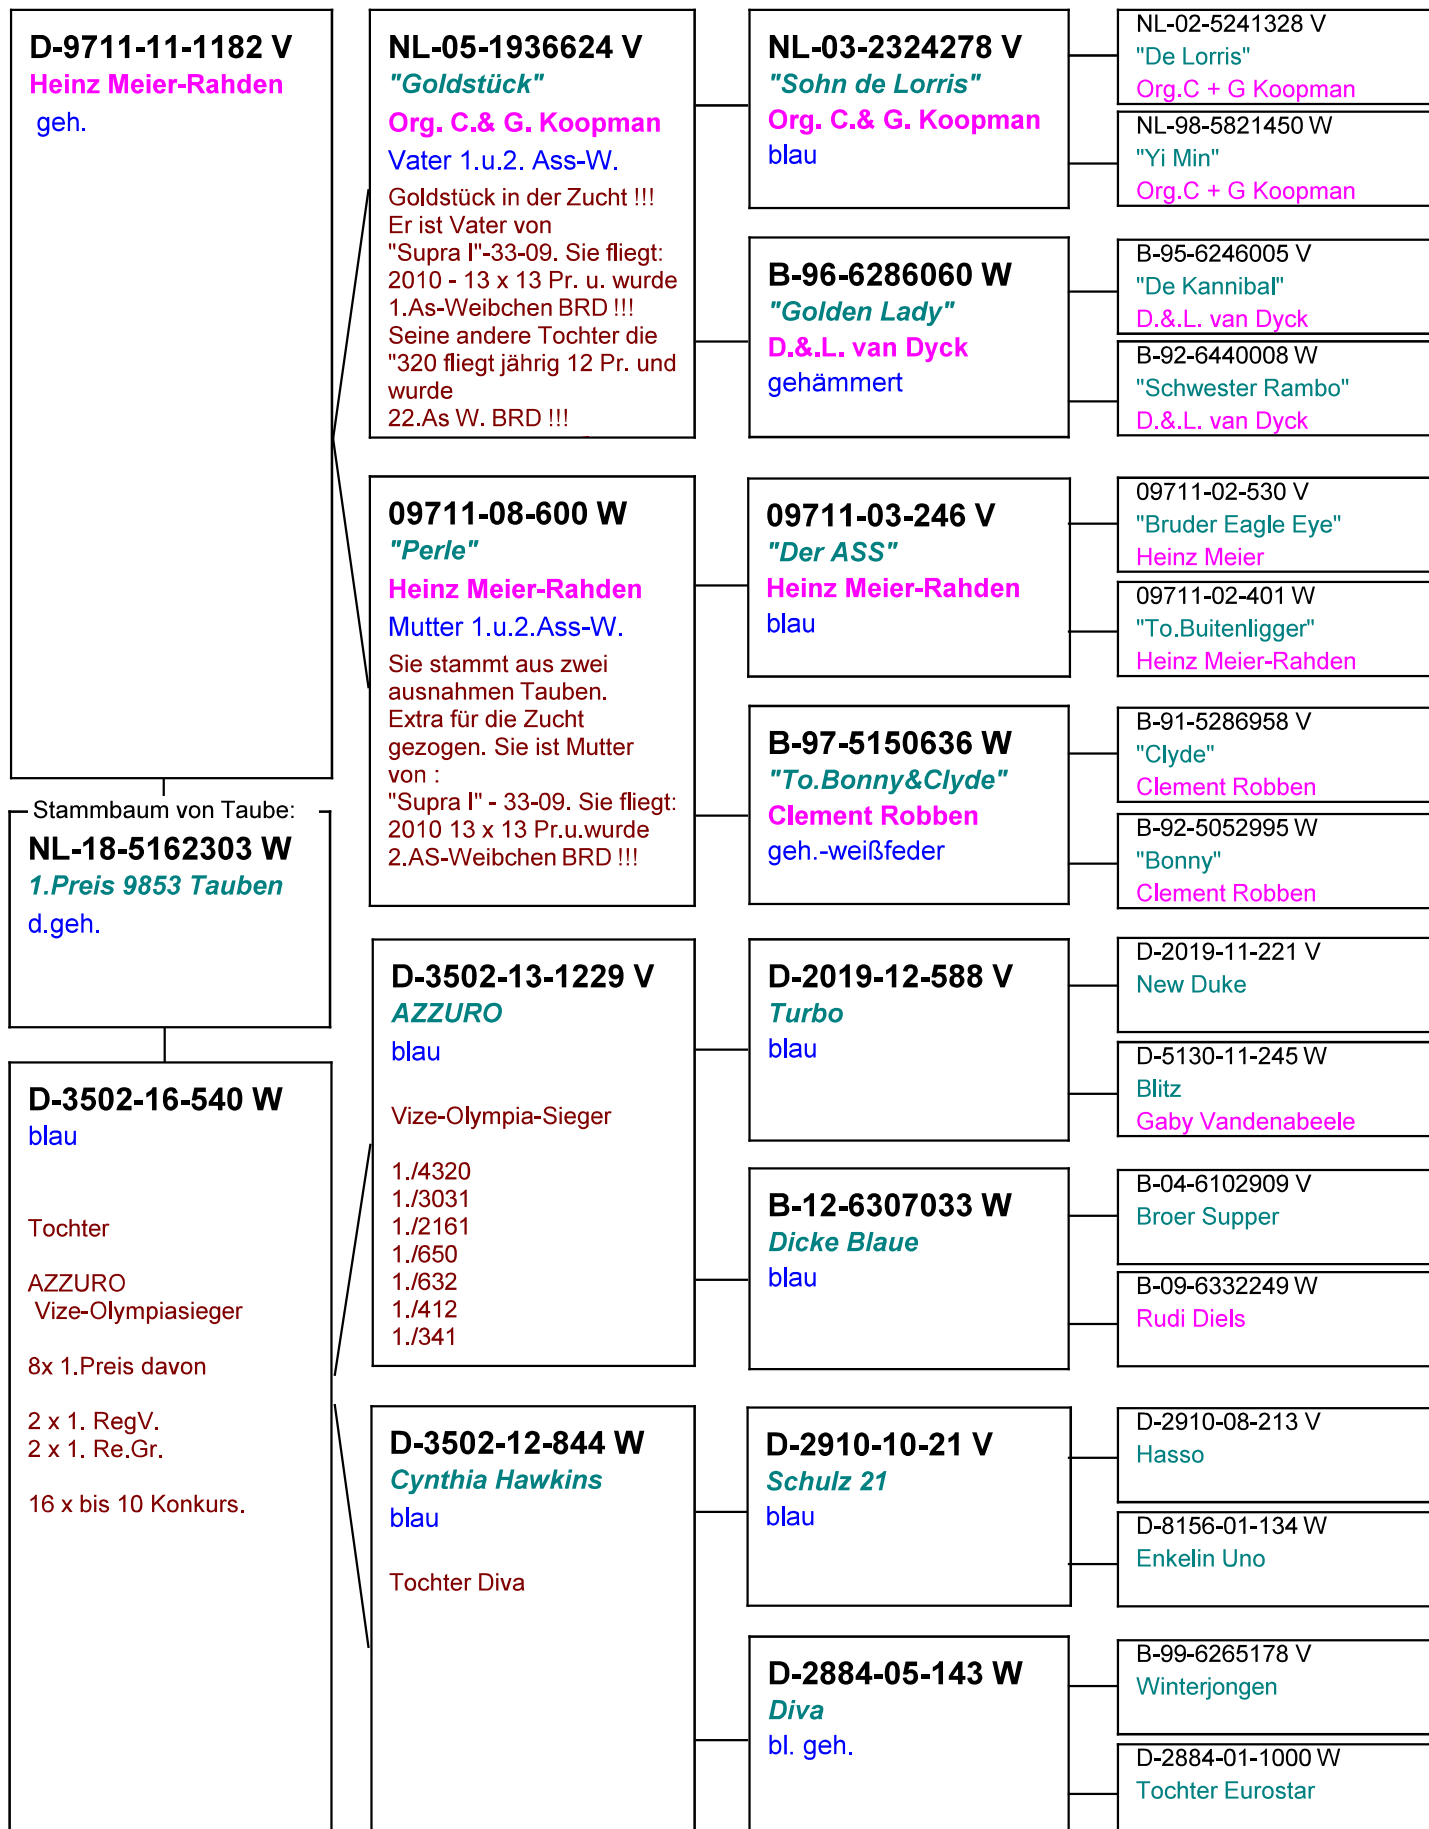 D-9711-11-1182 V
Heinz Meier-Rahden
geh.
Stammbaum von Taube:
NL-18-5162303 W
1.Preis 9853 Tauben
d.geh.
D-3502-16-540 W
blau
Tochter
AZZURO
Vize-Olympiasieger
8x 1.Preis davon
2 x 1. RegV.
2 x 1. Re.Gr.
16 x bis 10 Konkurs.
NL-05-1936624 V
"Goldstück"
Org. C.& G. Koopman
Vater 1.u.2. Ass-W.
Goldstück in der Zucht !!!
Er ist Vater von
"Supra I"-33-09. Sie fliegt:
2010 - 13 x 13 Pr. u. wurde
1.As-Weibchen BRD !!!
Seine andere Tochter die
"320 fliegt jährig 12 Pr. und
wurde
22.As W. BRD !!!
09711-08-600 W
"Perle"
Heinz Meier-Rahden
Mutter 1.u.2.Ass-W.
Sie stammt aus zwei
ausnahmen Tauben.
Extra für die Zucht
gezogen. Sie ist Mutter
von :
"Supra I" - 33-09. Sie fliegt:
2010 13 x 13 Pr.u.wurde
2.AS-Weibchen BRD !!!
D-3502-13-1229 V
AZZURO
blau
Vize-Olympia-Sieger
1./4320
1./3031
1./2161
1./650
1./632
1./412
1./341
D-3502-12-844 W
Cynthia Hawkins
blau
Tochter Diva
NL-03-2324278 V
"Sohn de Lorris"
Org. C.& G. Koopman
blau
B-96-6286060 W
"Golden Lady"
D.&.L. van Dyck
gehämmert
09711-03-246 V
"Der ASS"
Heinz Meier-Rahden
blau
B-97-5150636 W
"To.Bonny&Clyde"
Clement Robben
geh.-weißfeder
D-2019-12-588 V
Turbo
blau
B-12-6307033 W
Dicke Blaue
blau
D-2910-10-21 V
Schulz 21
blau
D-2884-05-143 W
Diva
bl. geh.
NL-02-5241328 V
"De Lorris"
Org.C + G Koopman
NL-98-5821450 W
"Yi Min"
Org.C + G Koopman
B-95-6246005 V
"De Kannibal"
D.&.L. van Dyck
B-92-6440008 W
"Schwester Rambo"
D.&.L. van Dyck
09711-02-530 V
"Bruder Eagle Eye"
Heinz Meier
09711-02-401 W
"To.Buitenligger"
Heinz Meier-Rahden
B-91-5286958 V
"Clyde"
Clement Robben
B-92-5052995 W
"Bonny"
Clement Robben
D-2019-11-221 V
New Duke
D-5130-11-245 W
Blitz
Gaby Vandenabeele
B-04-6102909 V
Broer Supper
B-09-6332249 W
Rudi Diels
D-2910-08-213 V
Hasso
D-8156-01-134 W
Enkelin Uno
B-99-6265178 V
Winterjongen
D-2884-01-1000 W
Tochter Eurostar